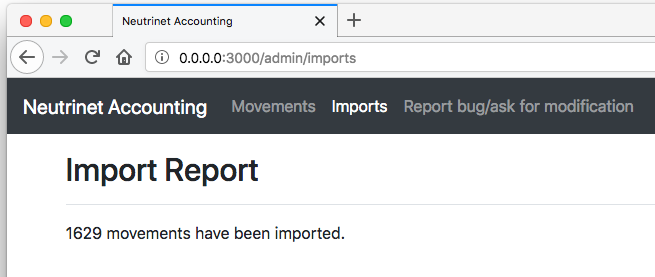 Neutrinet Accounting
0.0.0.0:3000/admin/imports
Neutrinet Accounting Movements Imports Report bug/ask for modification
Import Report
1629 movements have been imported.